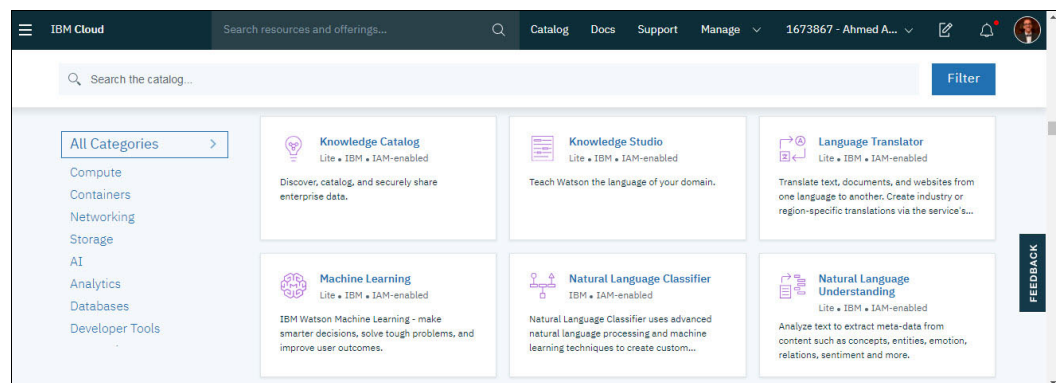 IBM Cloud
Search resources and offerings...
Catalog
Docs
Support
Manage
1673867 - Ahmed A...
Search the catalog...
Filter
All Categories
Compute
Containers
Networking
Storage
AI
Analytics
Databases
Developer Tools
Knowledge Catalog
Lite • IBM • IAM-enabled
Discover, catalog, and securely share
enterprise data.
Knowledge Studio
Lite • IBM • IAM-enabled
Teach Watson the language of your domain.
Language Translator
Lite • IBM • IAM-enabled
Translate text, documents, and websites from
one language to another. Create industry or
region-specific translations via the service's...
Machine Learning
Lite • IBM • IAM-enabled
IBM Watson Machine Learning - make
smarter decisions, solve tough problems, and
improve user outcomes.
Natural Language Classifier
IBM • IAM-enabled
Natural Language Classifier uses advanced
natural language processing and machine
learning techniques to create custom...
Natural Language
Understanding
Lite • IBM • IAM-enabled
Analyze text to extract meta-data from
content such as concepts, entities, emotion,
relations, sentiment and more.
FEEDBACK